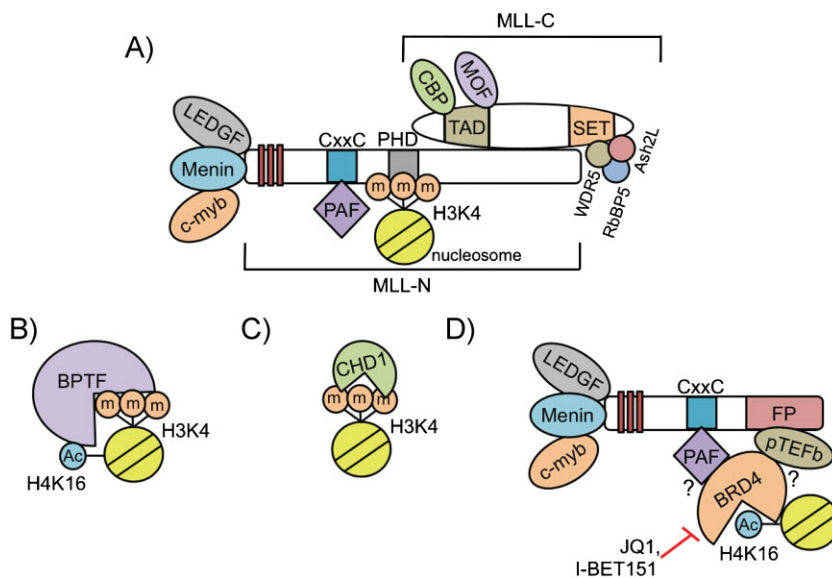 MLL-C
A)
CBP
MOF
LEDGF
TAD
SET
CxxC
PHD
Menin
Ash2L
WDR5
RbBP5
m m m
H3K4
PAF
c-myb
nucleosome
MLL-N
B)
BPTF
m m m
H3K4
Ac
H4K16
C)
CHD1
m m m
H3K4
D)
LEDGF
CxxC
Menin
FP
pTEFb
PAF
c-myb
?
?
BRD4
Ac
H4K16
JQ1,
I-BET151